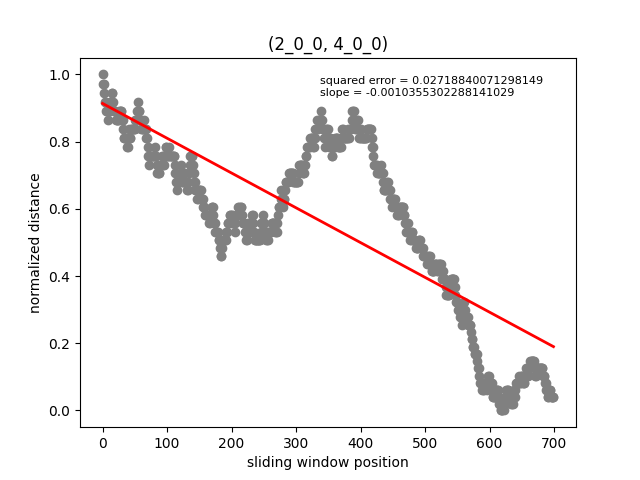 (2_0_0, 4_0_0)
squared error = 0.02718840071298149
slope = -0.0010355302288141029
1.0
0.8
0.6
0.4
0.2
0.0
normalized distance
0 100 200 300 400 500 600 700
sliding window position